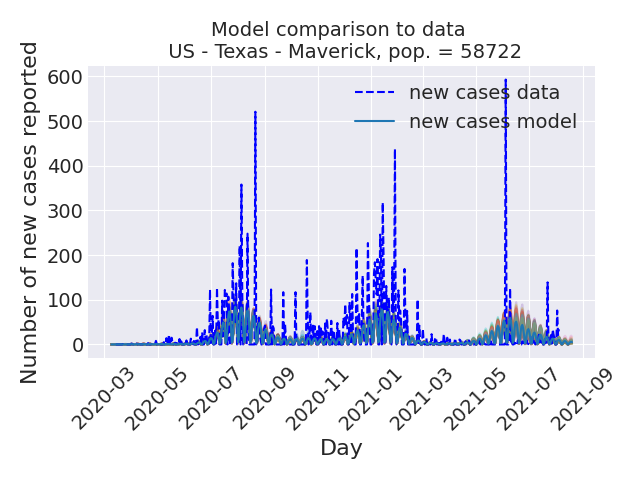 Model comparison to data
US - Texas - Maverick, pop. = 58722
Number of new cases reported
600
500
400
300
200
100
0
new cases data
new cases model
2020-03
2020-05
2020-07
2020-09
2020-11
2021-01
2021-03
2021-05
2021-07
2021-09
Day